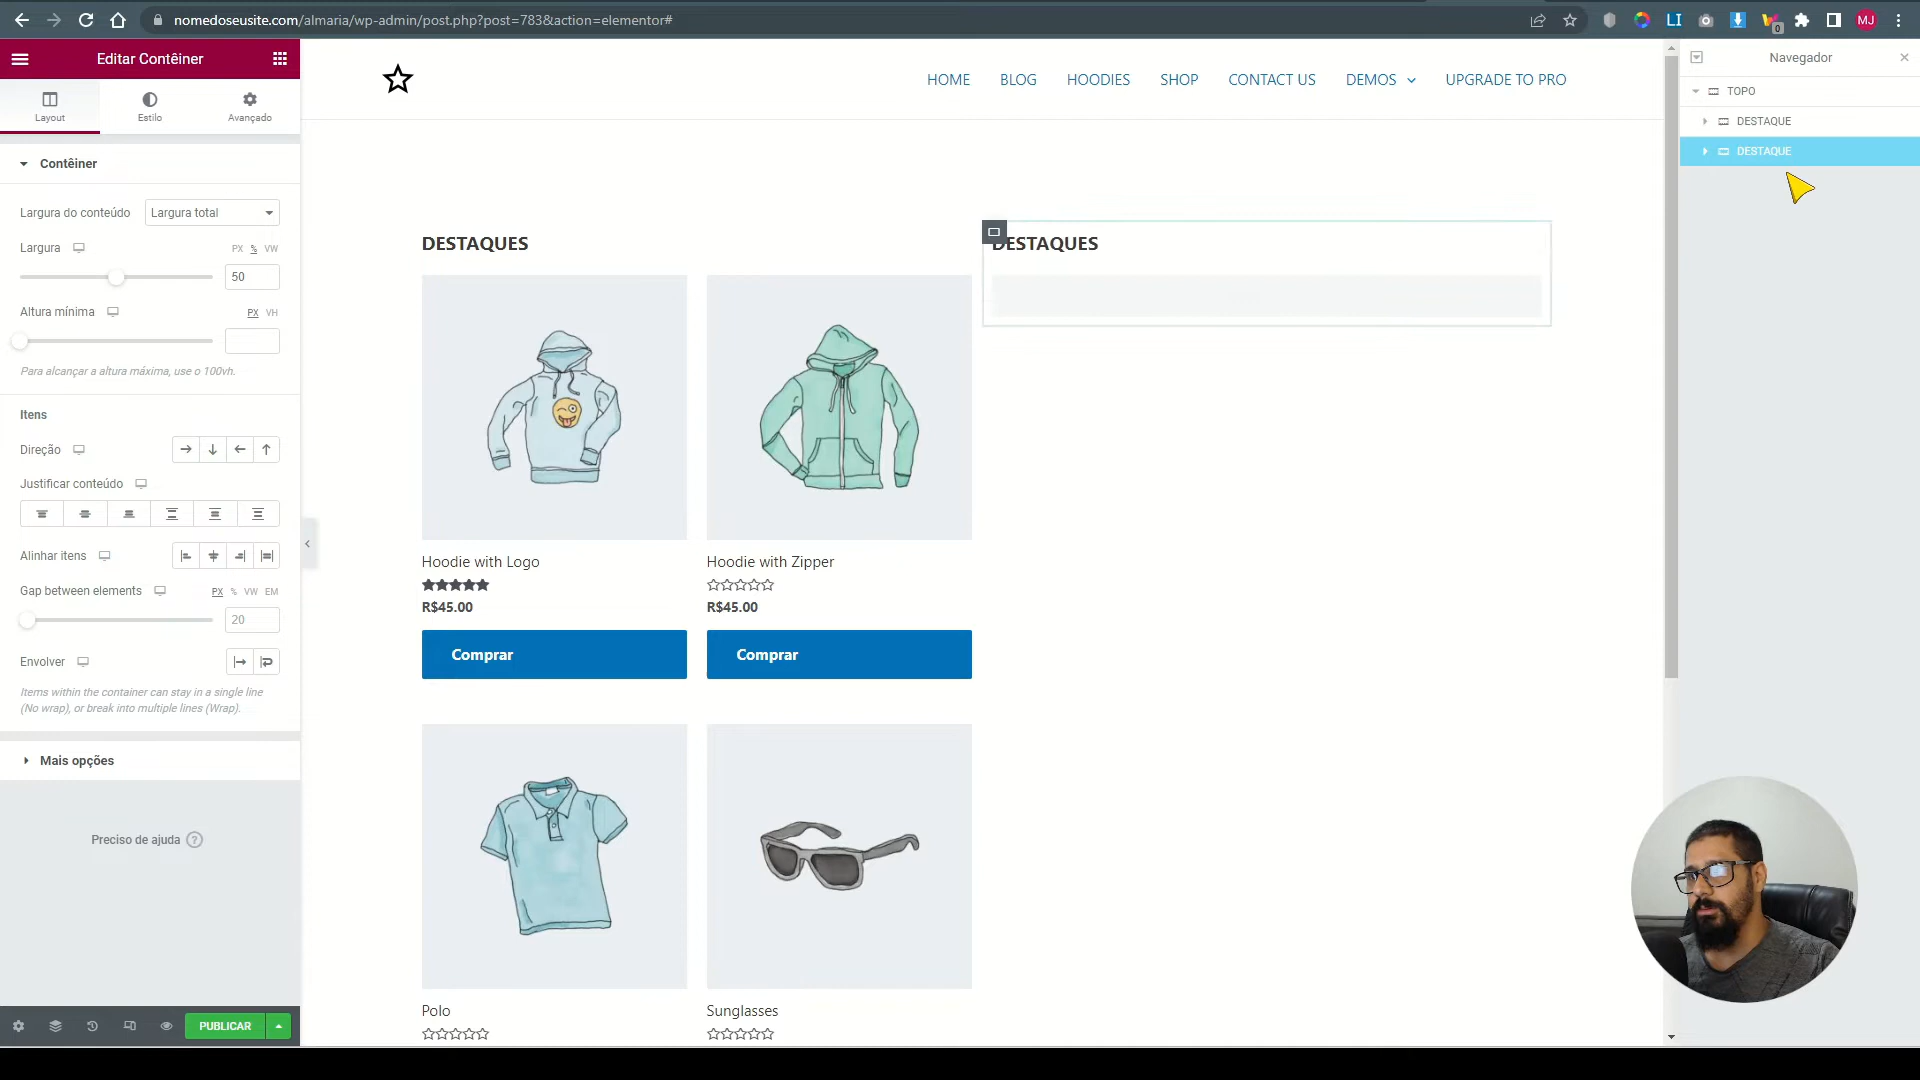 nomedoseusite.com/almaria/wp-admin/post.php?post=783&action=elementor#
LI
0
MJ
Editar Contêiner
Layout
Estilo
Avançado
Contêiner
Largura do conteúdo
Largura total
Largura
PX % VW
50
Altura mínima
PX VH
Para alcançar a altura máxima, use o 100vh.
Itens
Direção
Justificar conteúdo
Alinhar itens
Gap between elements
PX % VW EM
20
Envolver
Items within the container can stay in a single line
(No wrap), or break into multiple lines (Wrap).
Mais opções
Preciso de ajuda ?
PUBLICAR
HOME
BLOG
HOODIES
SHOP
CONTACT US
DEMOS
UPGRADE TO PRO
DESTAQUES
DESTAQUES
Hoodie with Logo
R$45.00
Comprar
Hoodie with Zipper
R$45.00
Comprar
Polo
Sunglasses
Navegador
TOPO
DESTAQUE
DESTAQUE